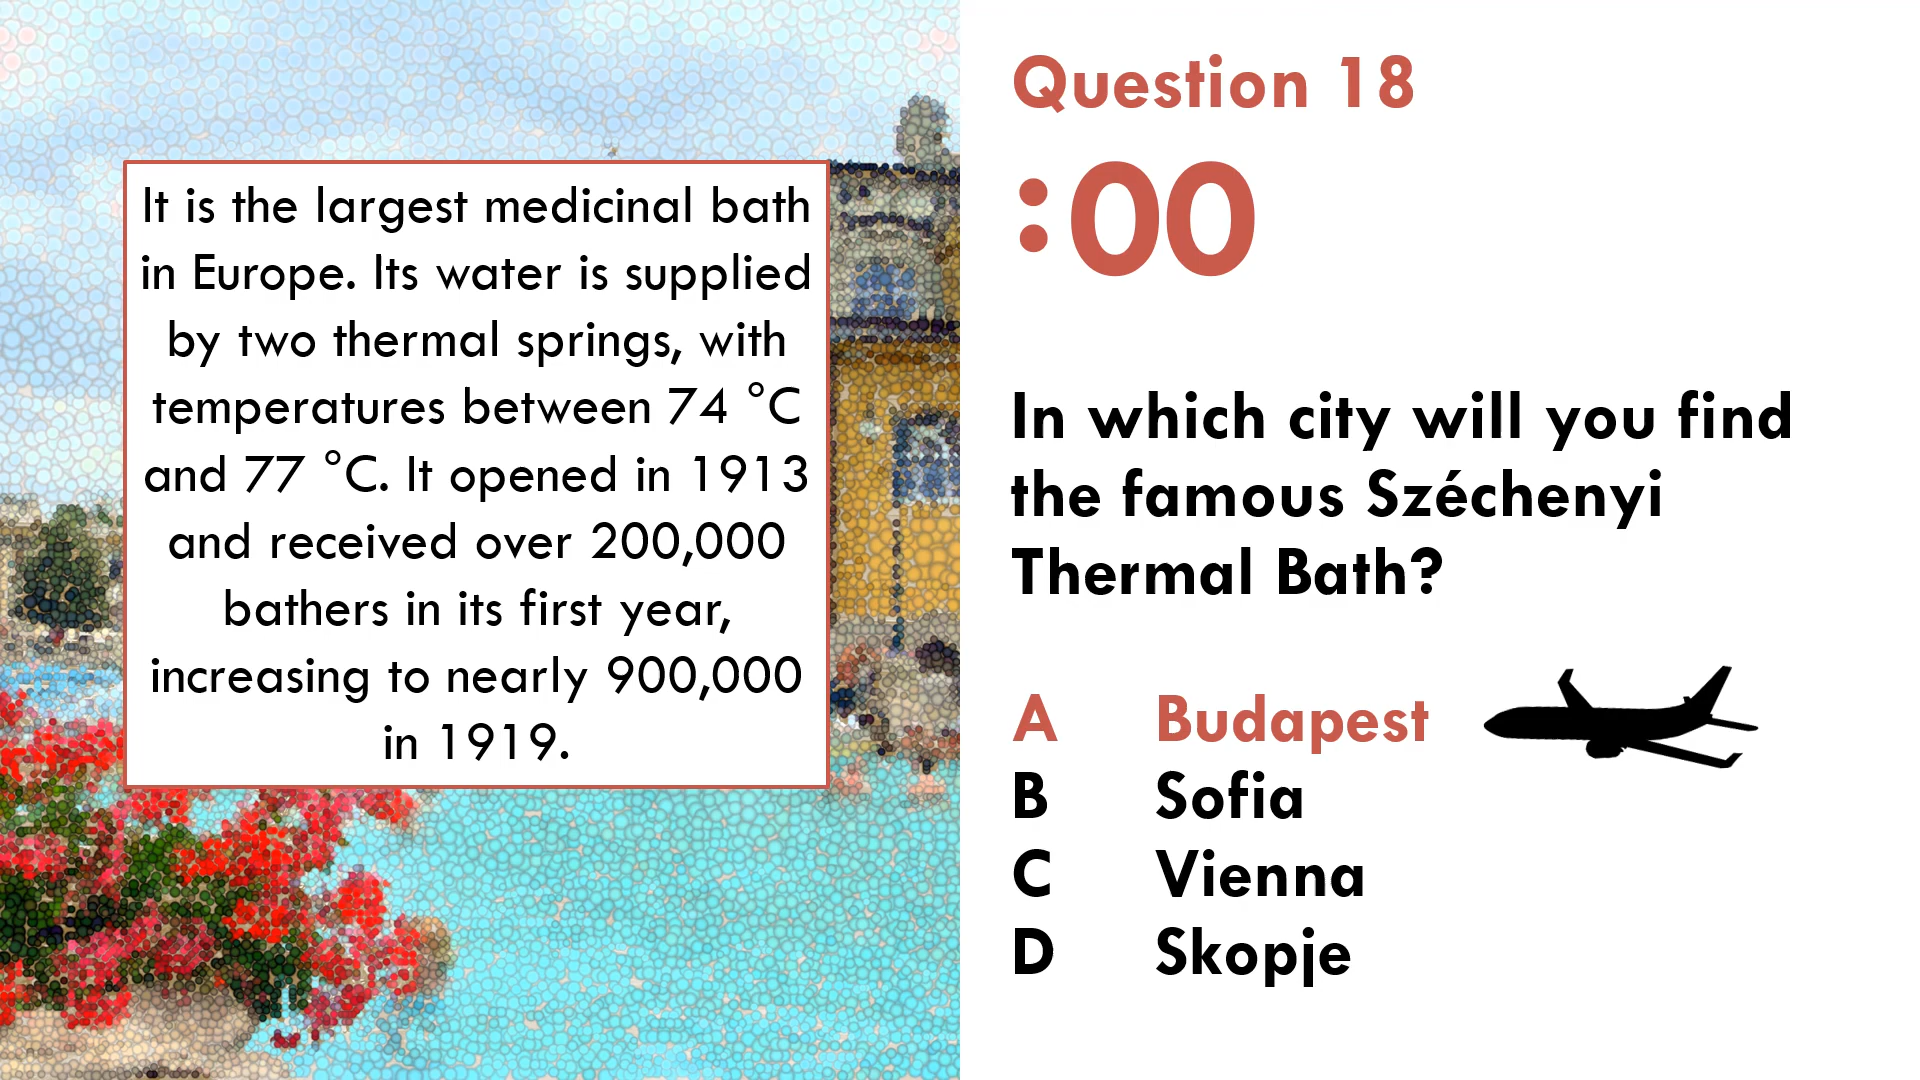 It is the largest medicinal bath
in Europe. Its water is supplied
by two thermal springs, with
temperatures between 74 °C
and 77 °C. It opened in 1913
and received over 200,000
bathers in its first year,
increasing to nearly 900,000
in 1919.
Question 18
:00
In which city will you find
the famous Széchenyi
Thermal Bath?
A Budapest
B Sofia
C Vienna
D Skopje